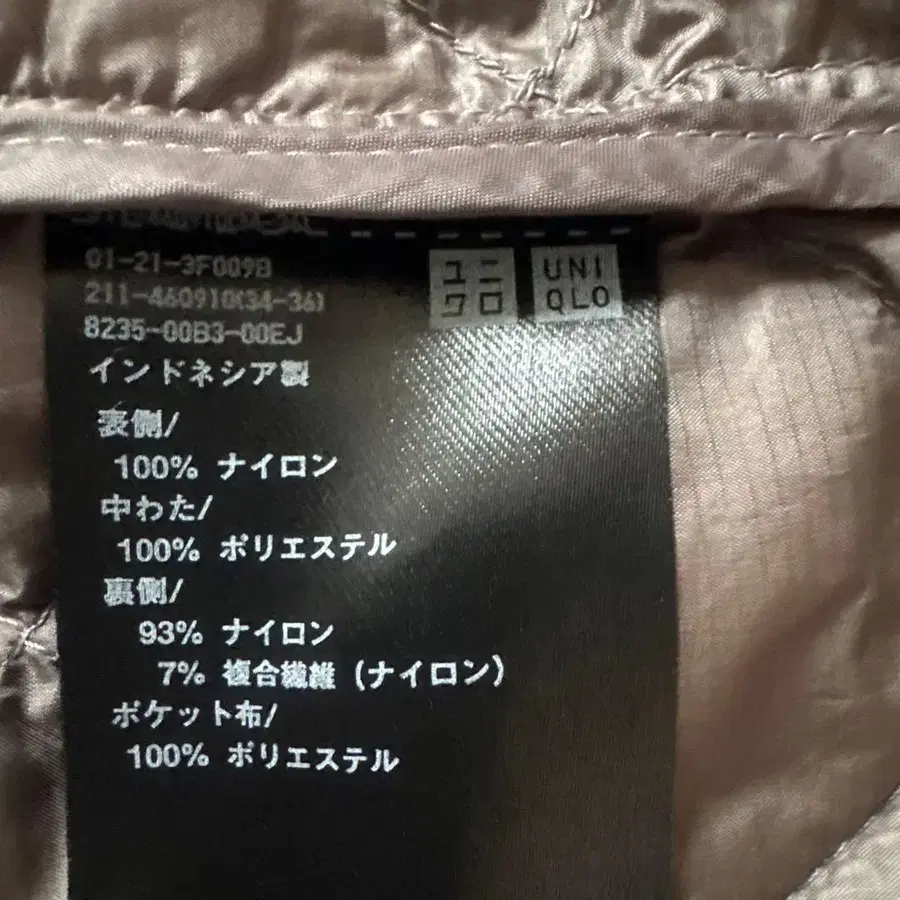 01-21-3F009B
211-460910(34-36)
8235-00B3-00EJ
ユニ
クロ
UNI
QLO
インドネシア製
表側/
100% ナイロン
中わた/
100% ポリエステル
裏側/
93% ナイロン
7% 複合繊維 (ナイロン)
ポケット布/
100% ポリエステル